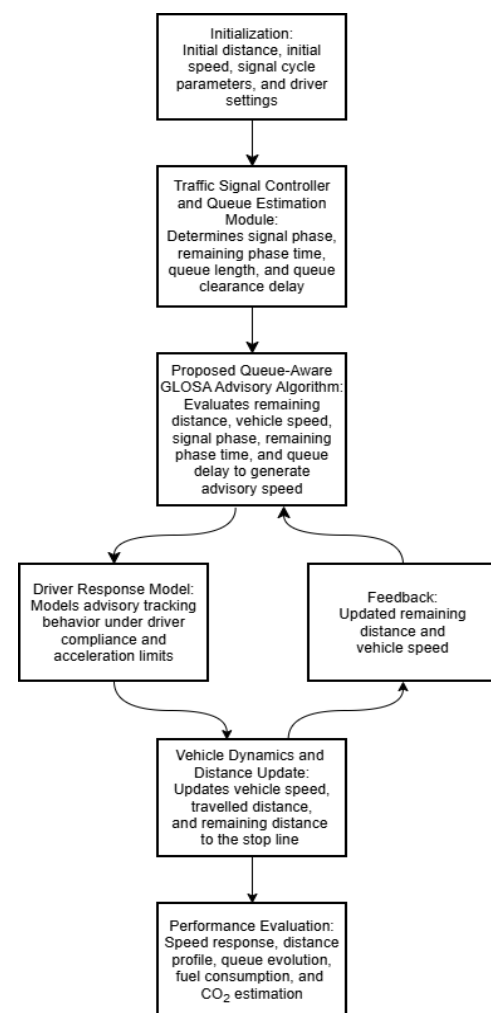 Initialization:
Initial distance, initial
speed, signal cycle
parameters, and driver
settings
Traffic Signal Controller
and Queue Estimation
Module:
Determines signal phase,
remaining phase time,
queue length, and queue
clearance delay
Proposed Queue-Aware
GLOSA Advisory Algorithm:
Evaluates remaining
distance, vehicle speed,
signal phase, remaining
phase time, and queue
delay to generate
advisory speed
Driver Response Model:
Models advisory tracking
behavior under driver
compliance and
acceleration limits
Feedback:
Updated remaining
distance and
vehicle speed
Vehicle Dynamics and
Distance Update:
Updates vehicle speed,
travelled distance,
and remaining distance
to the stop line
Performance Evaluation:
Speed response, distance
profile, queue evolution,
fuel consumption, and
CO₂ estimation